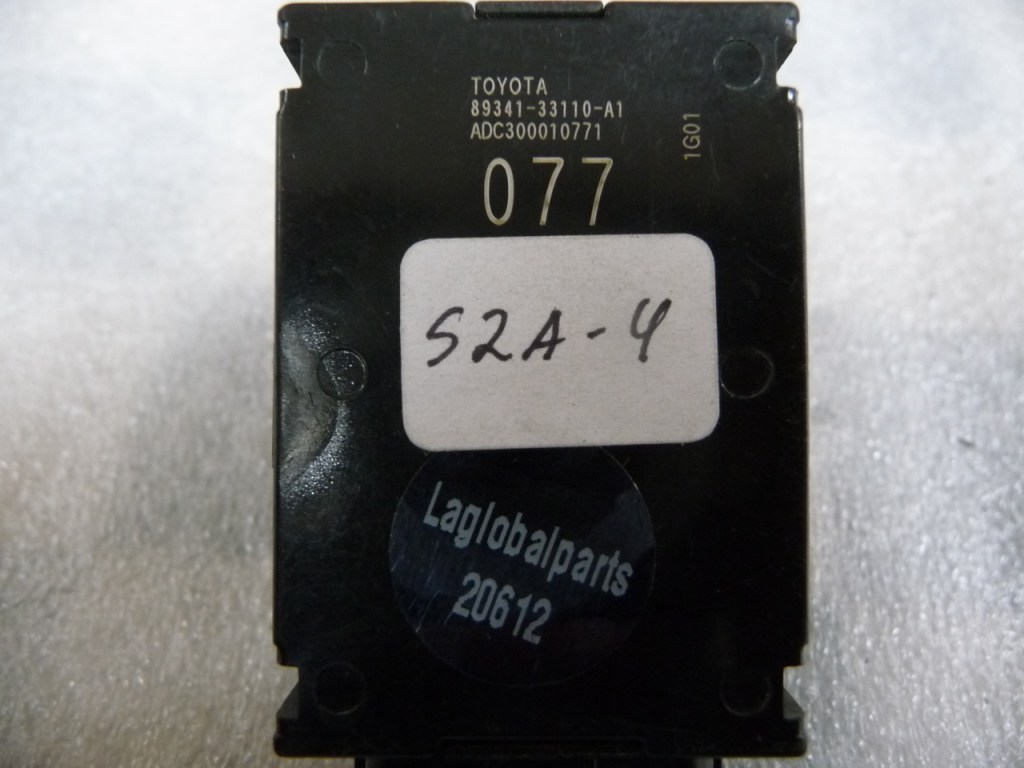 TOYOTA
89341-33110-A1
ADC300010771
1G01
077
S2A-4
Laglobalparts
20612